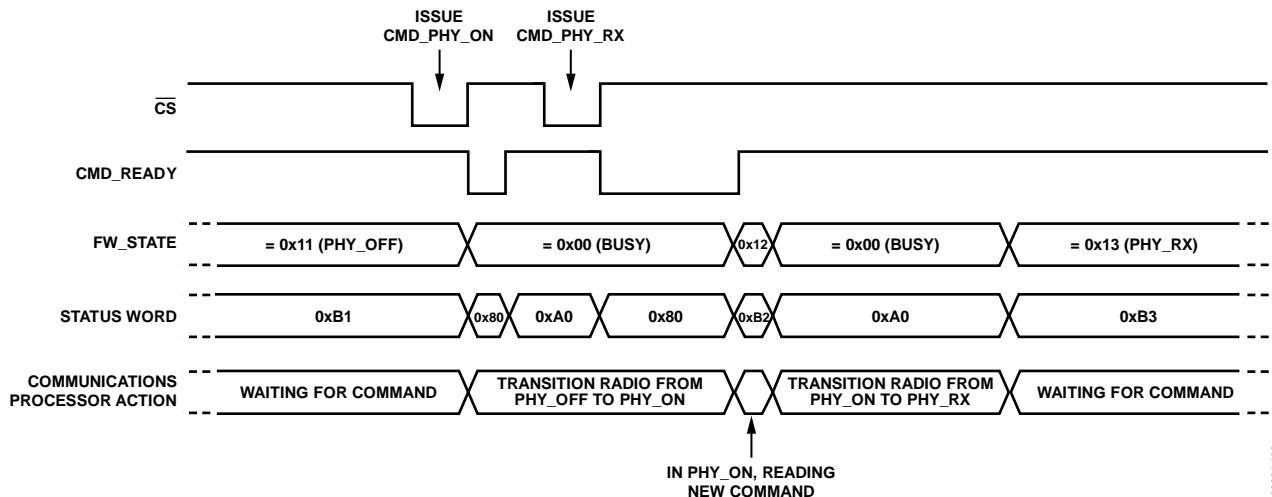 ISSUE
CMD_PHY_ON
ISSUE
CMD_PHY_RX
CS
CMD_READY
FW_STATE
= 0x11 (PHY_OFF)
= 0x00 (BUSY)
0x12
= 0x00 (BUSY)
= 0x13 (PHY_RX)
STATUS WORD
0xB1
0x80
0xA0
0x80
0xB2
0xA0
0xB3
COMMUNICATIONS
PROCESSOR ACTION
WAITING FOR COMMAND
TRANSITION RADIO FROM
PHY_OFF TO PHY_ON
TRANSITION RADIO FROM
PHY_ON TO PHY_RX
WAITING FOR COMMAND
IN PHY_ON, READING
NEW COMMAND